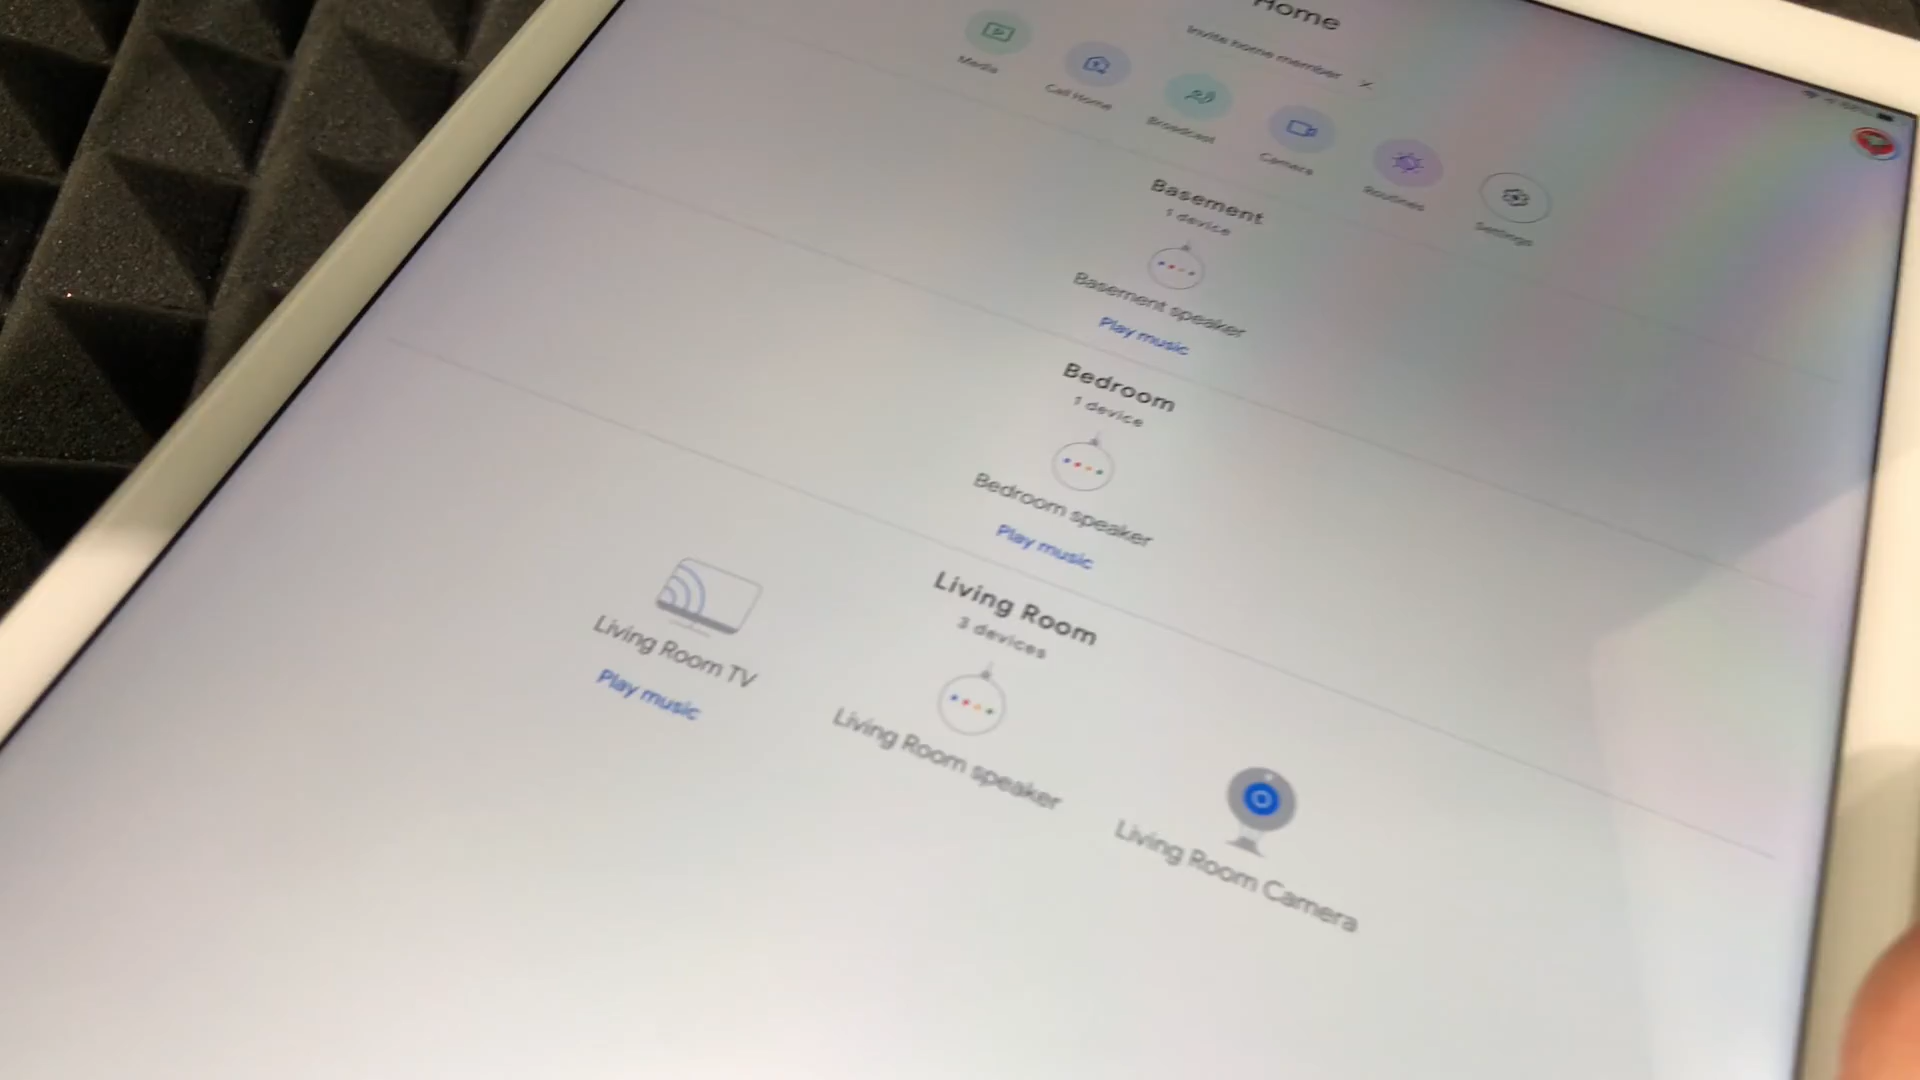 Home
Invite home member
Media
Call Home
Broadcast
Camera
Routines
Settings
Basement
1 device
Basement speaker
Play music
Bedroom
1 device
Bedroom speaker
Play music
Living Room
3 devices
Living Room TV
Play music
Living Room speaker
Living Room Camera